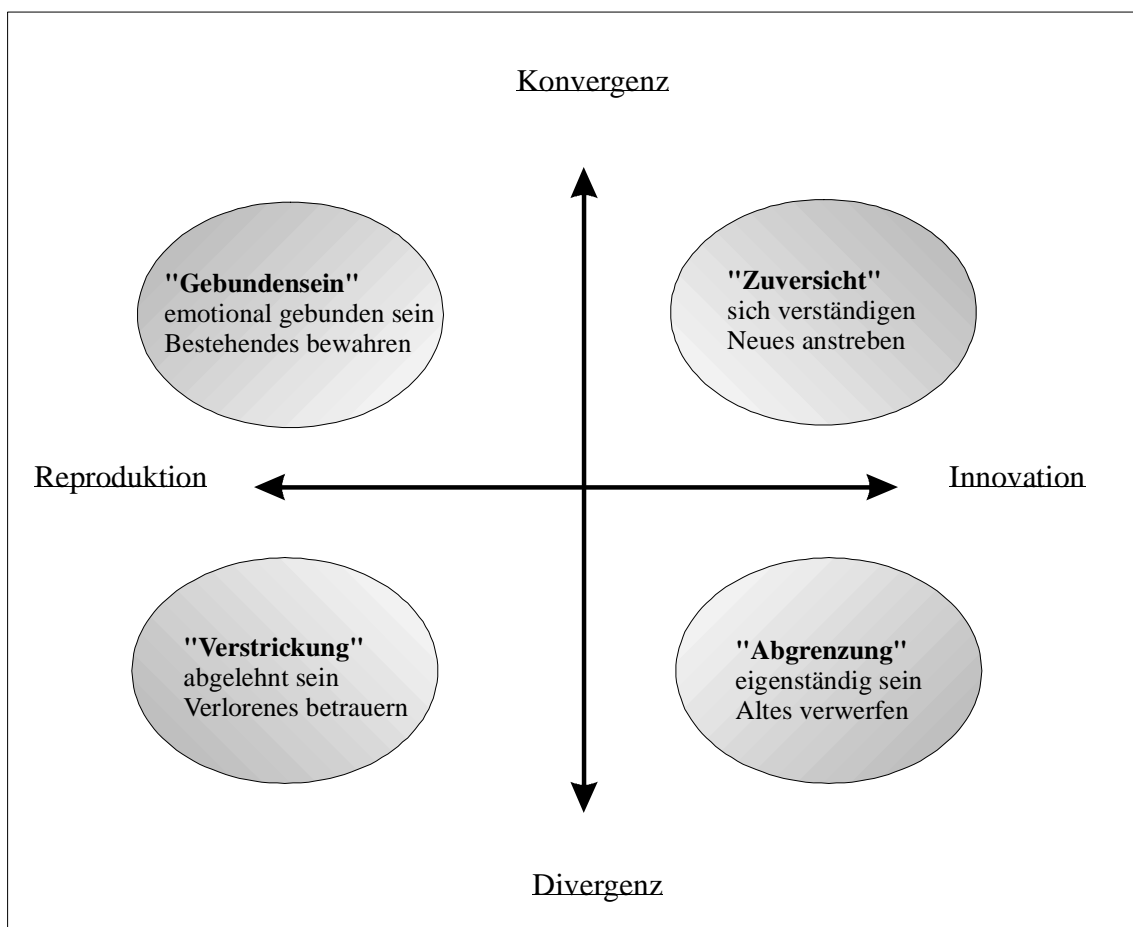 Konvergenz
"Gebundensein"
emotional gebunden sein
Bestehendes bewahren
"Zuversicht"
sich verständigen
Neues anstreben
Reproduktion
Innovation
"Verstrickung"
abgelehnt sein
Verlorenes betrauern
"Abgrenzung"
eigenständig sein
Altes verwerfen
Divergenz